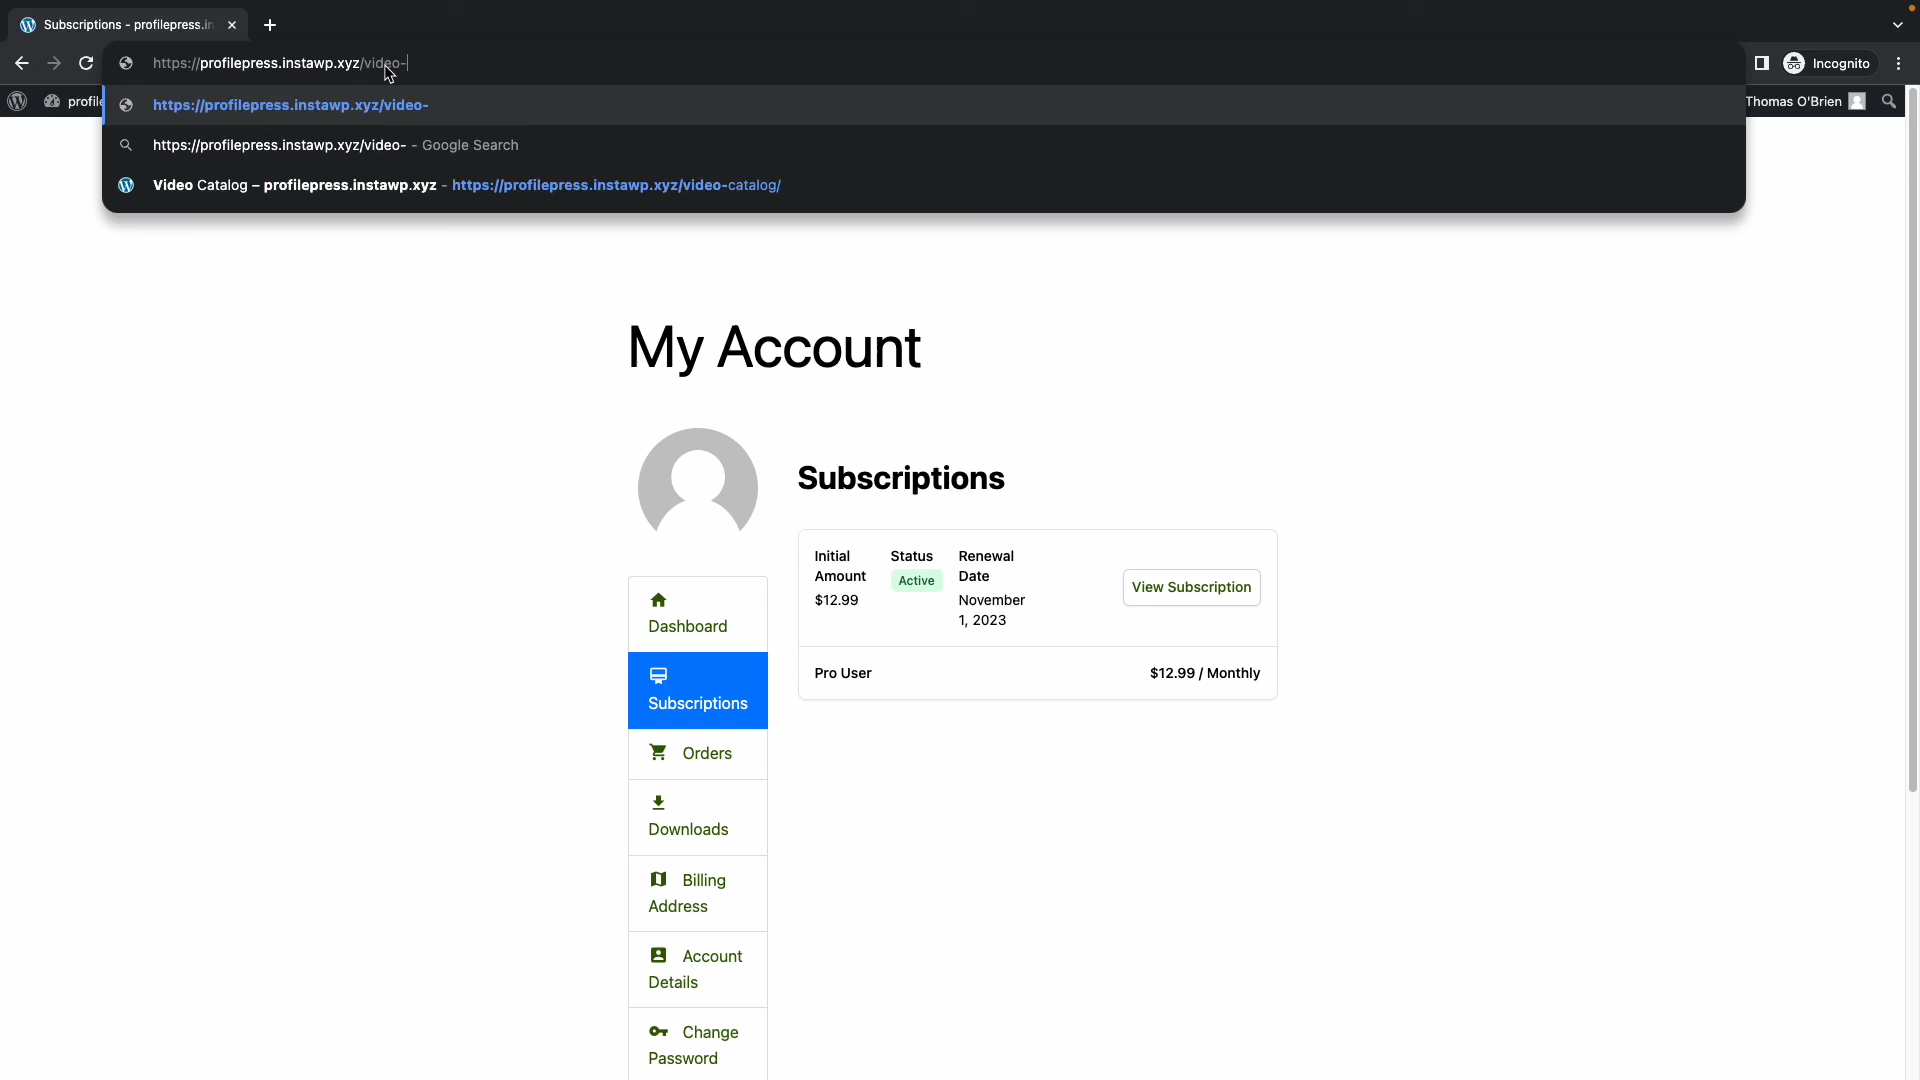 Subscriptions - profilepress.in
https://profilepress.instawp.xyz/video-
Incognito
profile
https://profilepress.instawp.xyz/video-
Thomas O'Brien
https://profilepress.instawp.xyz/video- - Google Search
Video Catalog – profilepress.instawp.xyz - https://profilepress.instawp.xyz/video-catalog/
My Account
Subscriptions
Initial
Amount
$12.99
Status
Active
Renewal
Date
November
1, 2023
View Subscription
Pro User
$12.99 / Monthly
Dashboard
Subscriptions
Orders
Downloads
Billing
Address
Account
Details
Change
Password